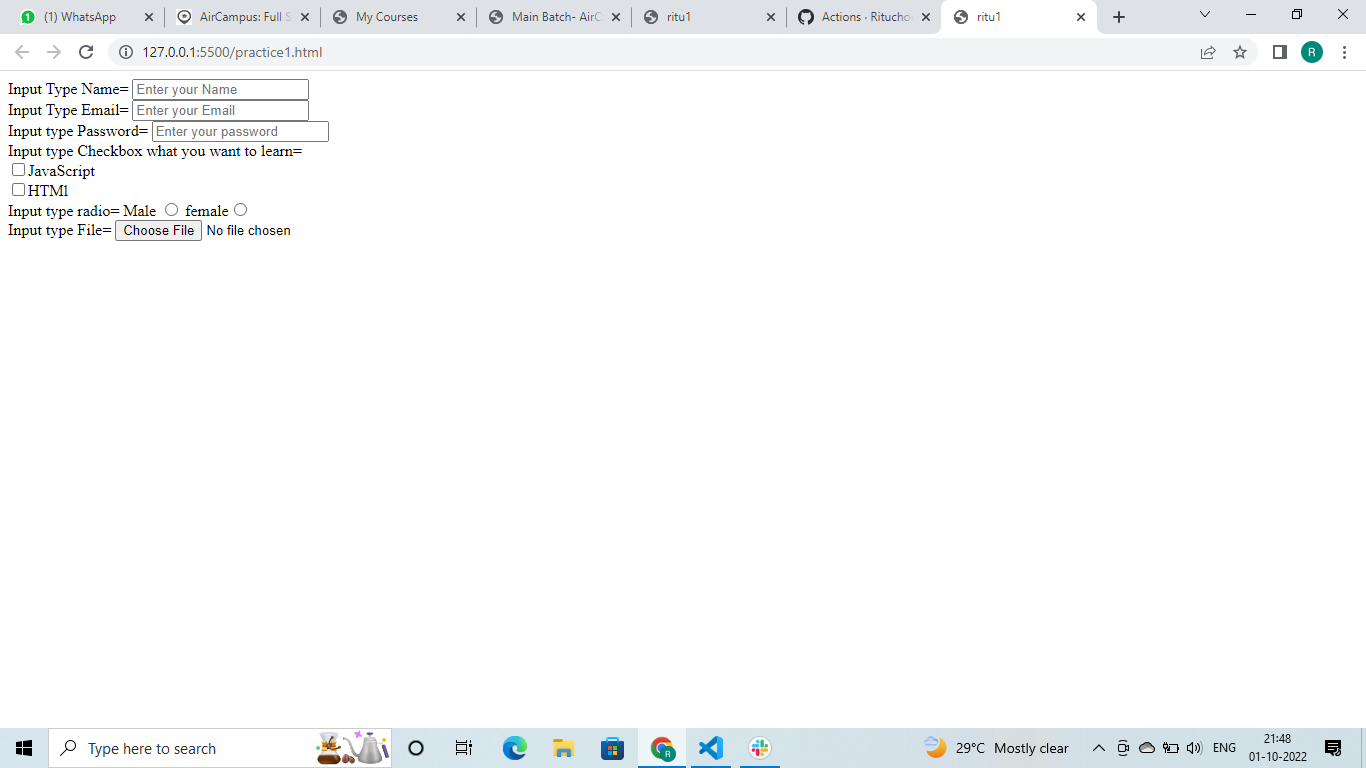 (1) WhatsApp
AirCampus: Full S
My Courses
Main Batch- AirC
ritu1
Actions · Rituchou
ritu1
127.0.0.1:5500/practice1.html
R
Input Type Name= Enter your Name
Input Type Email= Enter your Email
Input type Password= Enter your password
Input type Checkbox what you want to learn=
JavaScript
HTMl
Input type radio= Male female
Input type File= Choose File No file chosen
Type here to search
29°C Mostly clear
ENG
21:48
01-10-2022